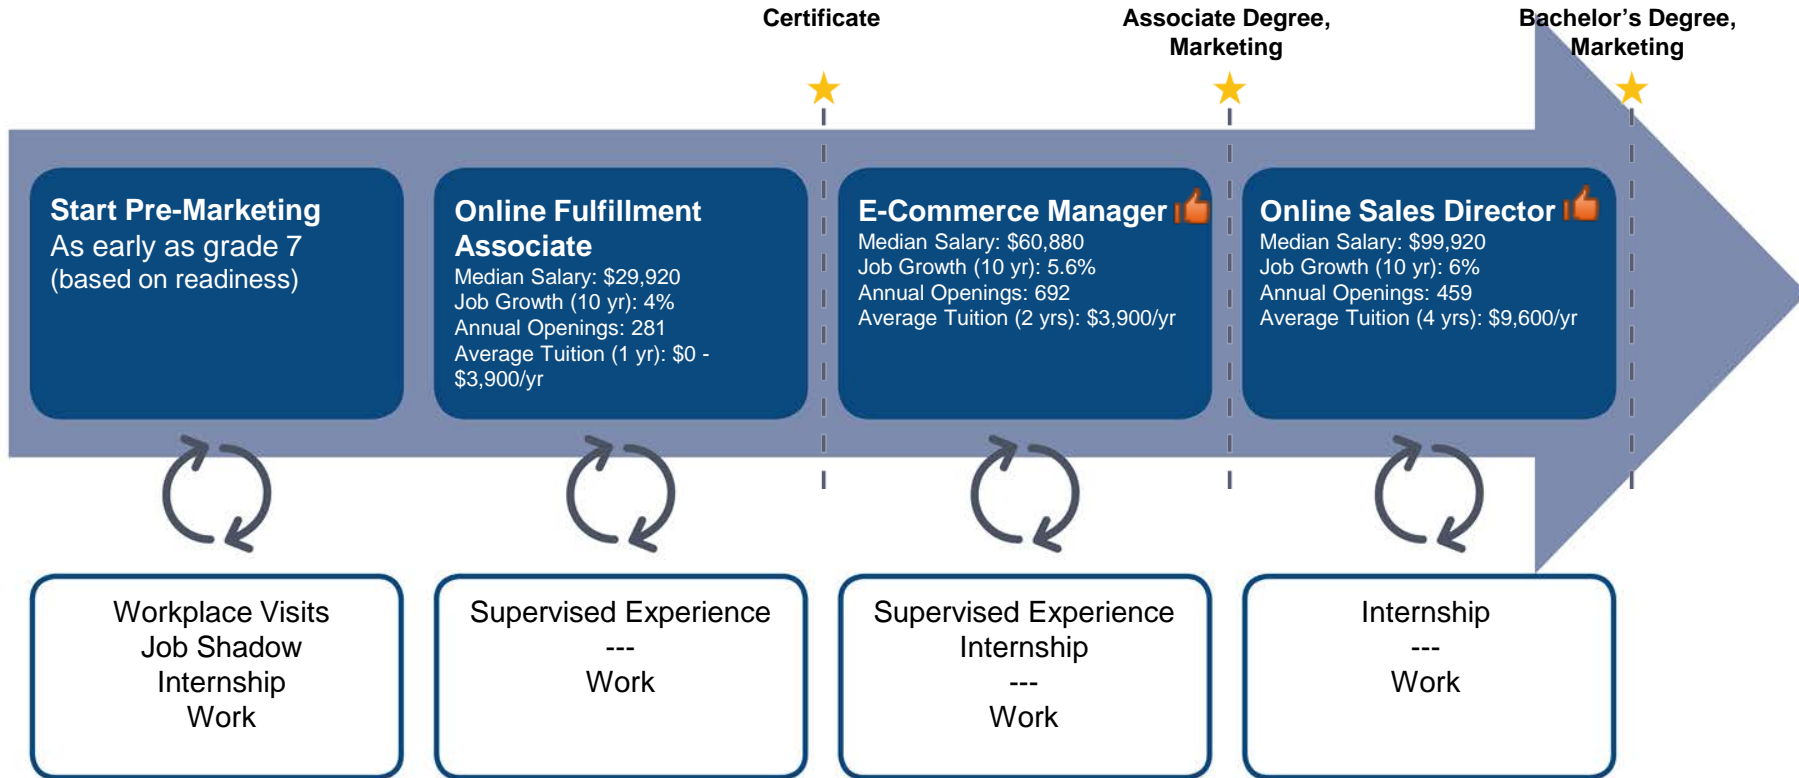 Certificate
Associate Degree,
Marketing
Bachelor’s Degree,
Marketing
Start Pre-Marketing
As early as grade 7
(based on readiness)
Online Fulfillment
Associate
Median Salary: $29,920
Job Growth (10 yr): 4%
Annual Openings: 281
Average Tuition (1 yr): $0 -
$3,900/yr
E-Commerce Manager
Median Salary: $60,880
Job Growth (10 yr): 5.6%
Annual Openings: 692
Average Tuition (2 yrs): $3,900/yr
Online Sales Director
Median Salary: $99,920
Job Growth (10 yr): 6%
Annual Openings: 459
Average Tuition (4 yrs): $9,600/yr
Workplace Visits
Job Shadow
Internship
Work
Supervised Experience
---
Work
Supervised Experience
Internship
---
Work
Internship
---
Work